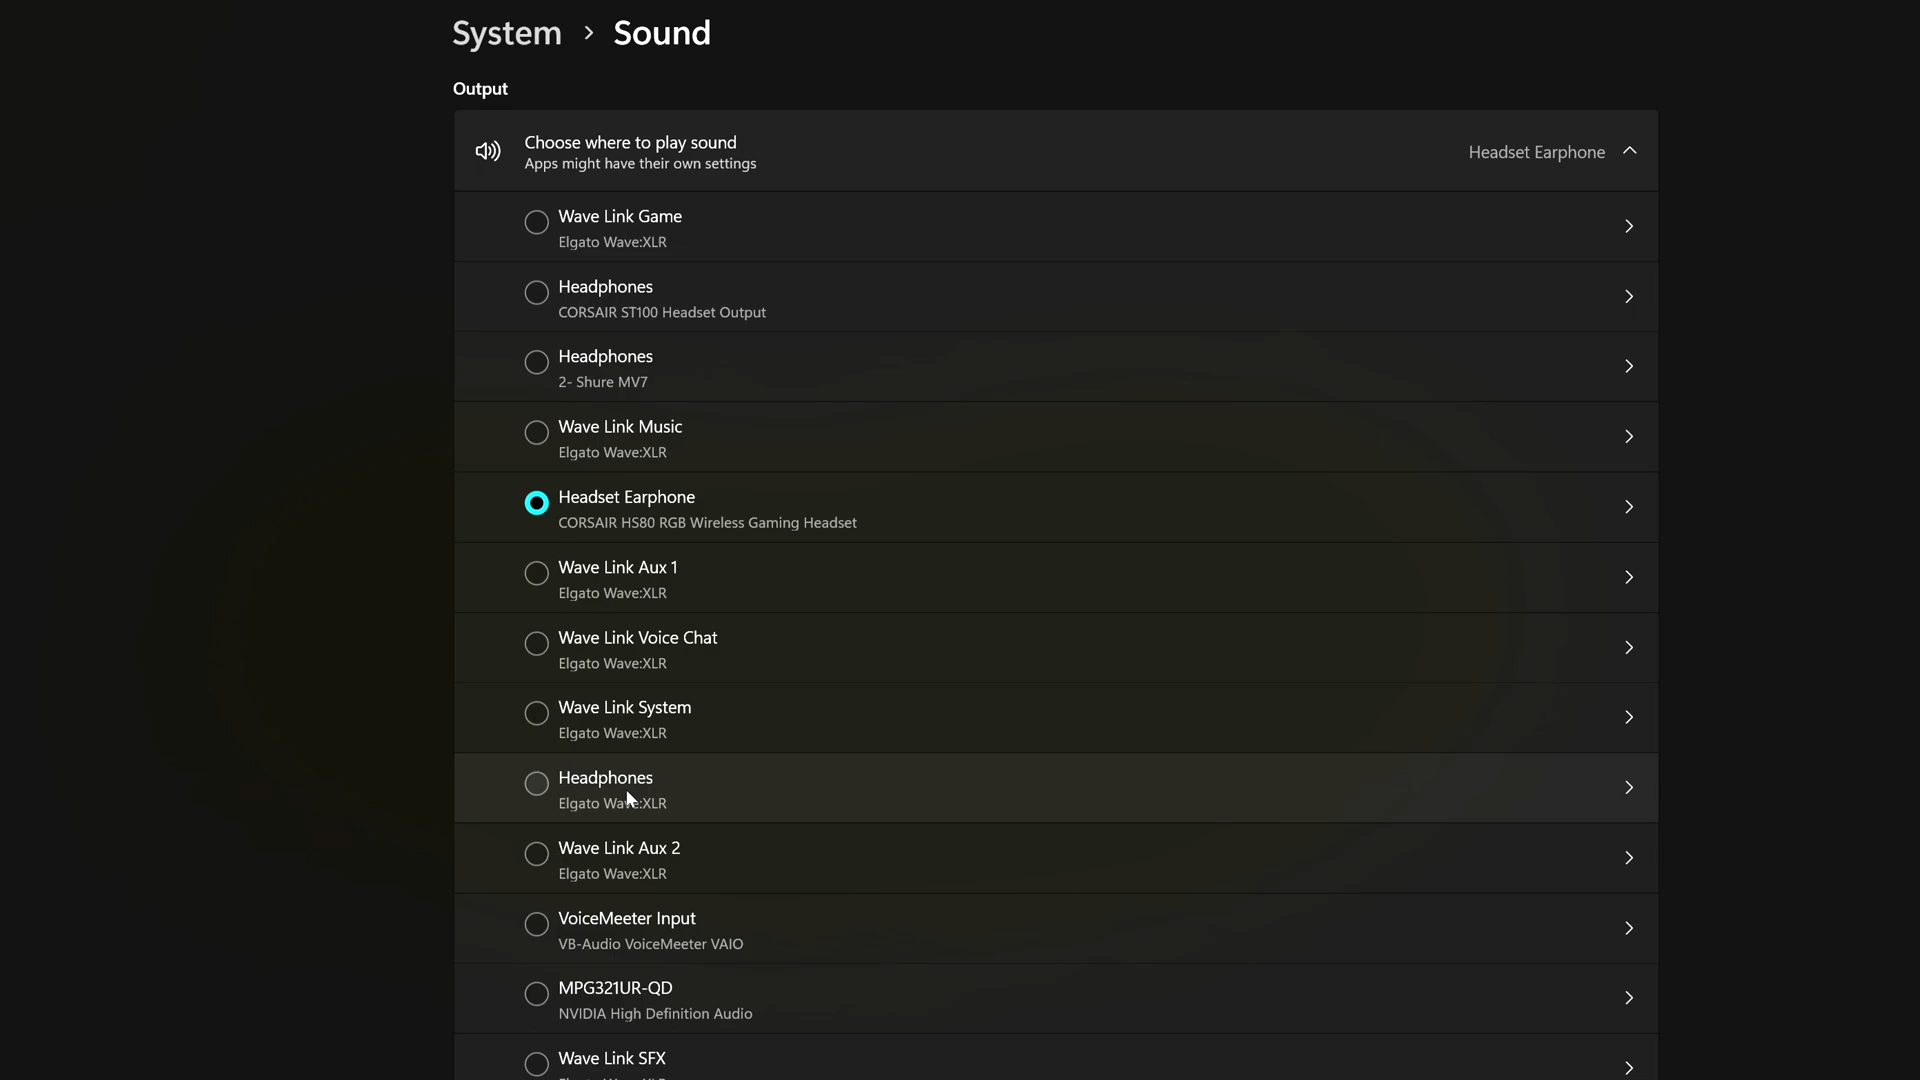 System > Sound
Output
Choose where to play sound
Apps might have their own settings
Headset Earphone
Wave Link Game
Elgato Wave:XLR
Headphones
CORSAIR ST100 Headset Output
Headphones
2- Shure MV7
Wave Link Music
Elgato Wave:XLR
Headset Earphone
CORSAIR HS80 RGB Wireless Gaming Headset
Wave Link Aux 1
Elgato Wave:XLR
Wave Link Voice Chat
Elgato Wave:XLR
Wave Link System
Elgato Wave:XLR
Headphones
Elgato Wave:XLR
Wave Link Aux 2
Elgato Wave:XLR
VoiceMeeter Input
VB-Audio VoiceMeeter VAIO
MPG321UR-QD
NVIDIA High Definition Audio
Wave Link SFX